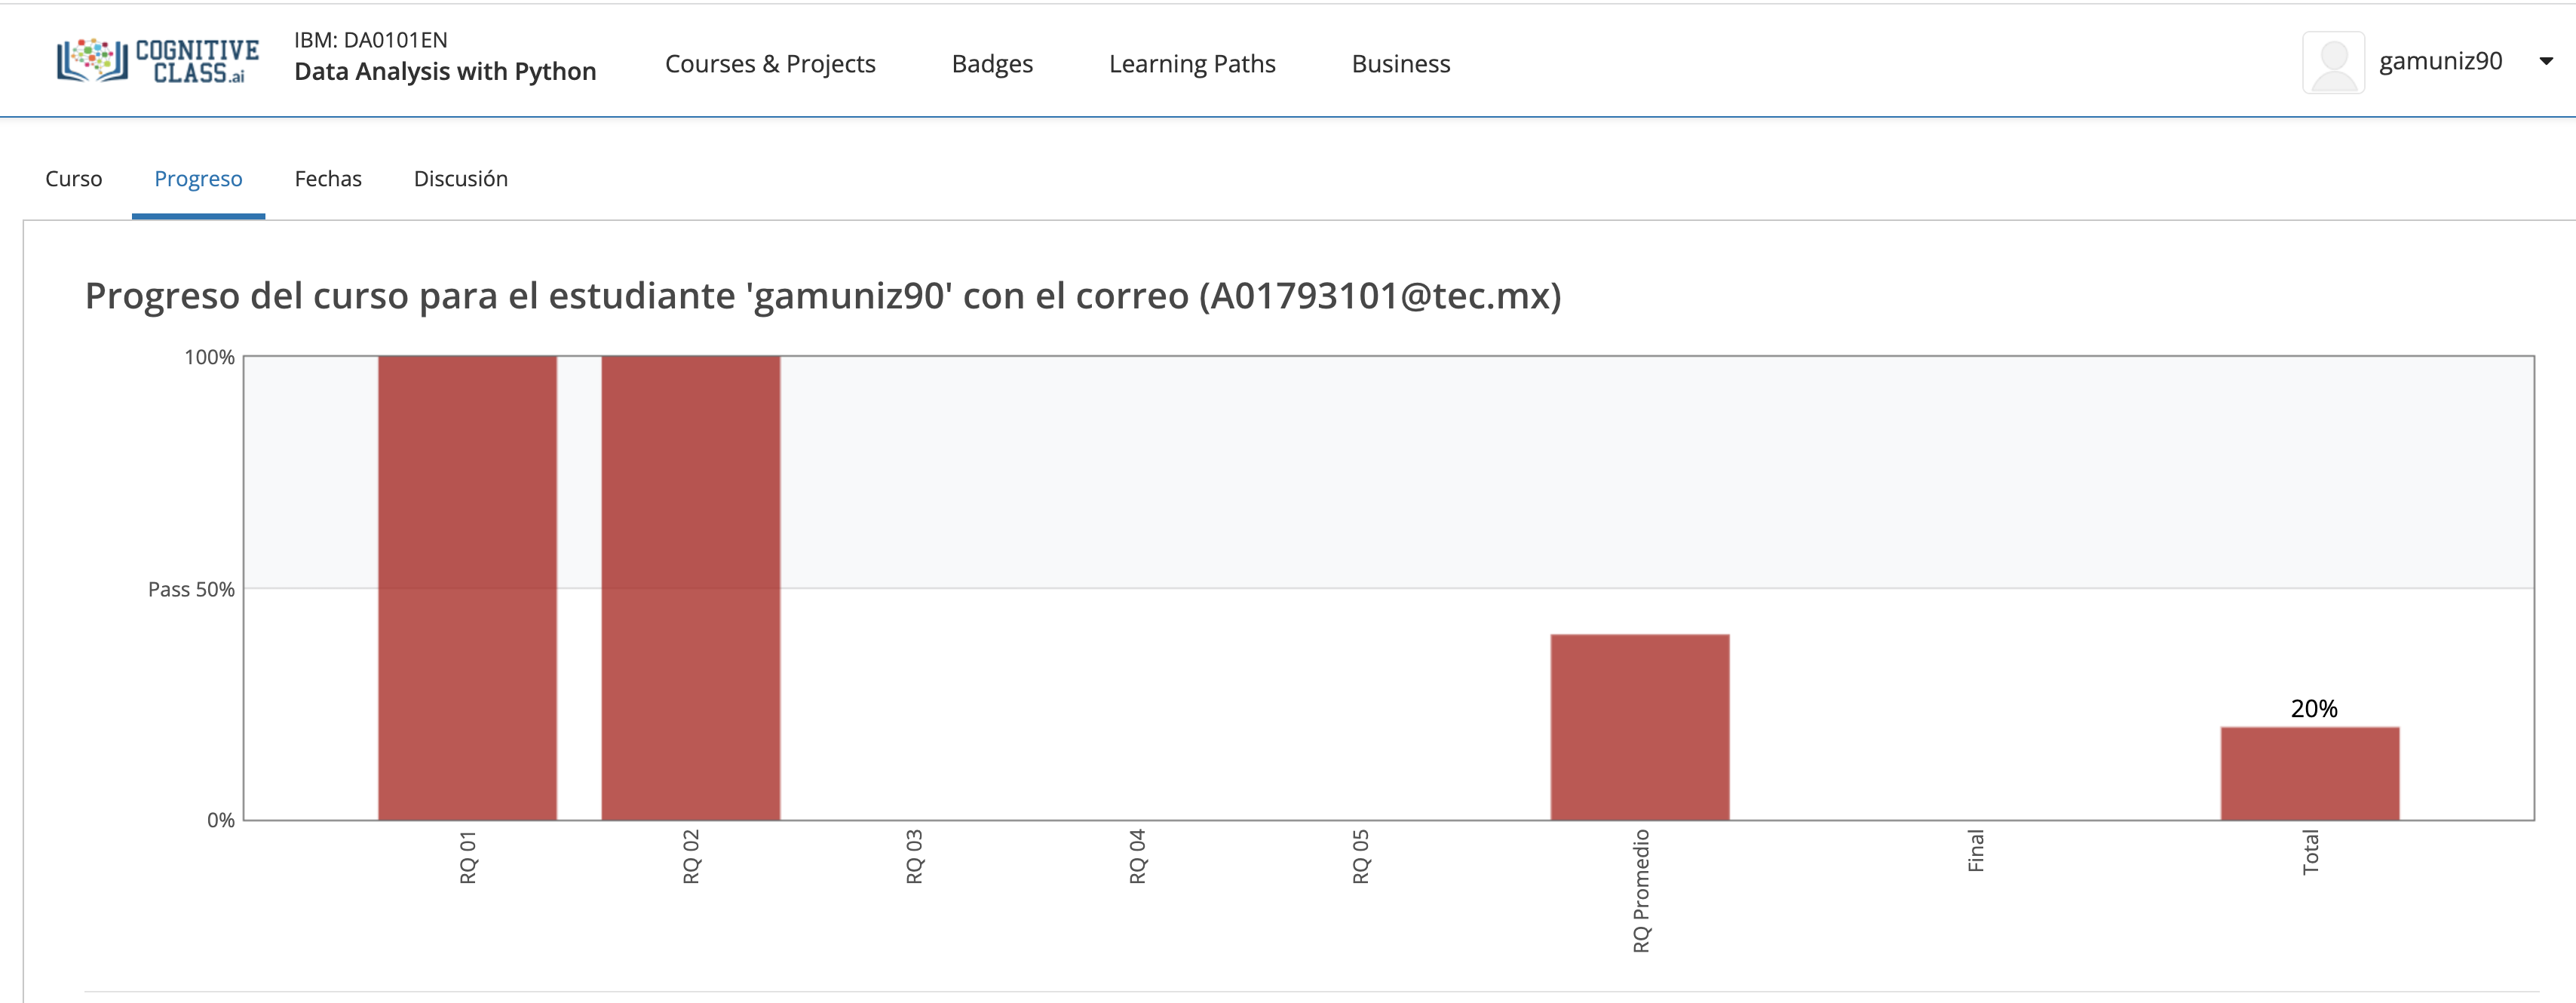 COGNITIVE
CLASS.ai
IBM: DA0101EN
Data Analysis with Python
Courses & Projects
Badges
Learning Paths
Business
gamuniz90
Curso
Progreso
Fechas
Discusión
Progreso del curso para el estudiante 'gamuniz90' con el correo (A01793101@tec.mx)
100%
Pass 50%
0%
20%
RQ 01
RQ 02
RQ 03
RQ 04
RQ 05
RQ Promedio
Final
Total